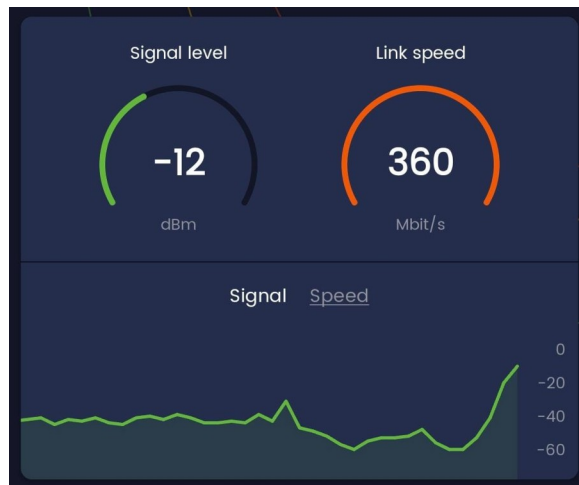 Signal level
Link speed
-12
360
dBm
Mbit/s
Signal Speed
0
-20
-40
-60